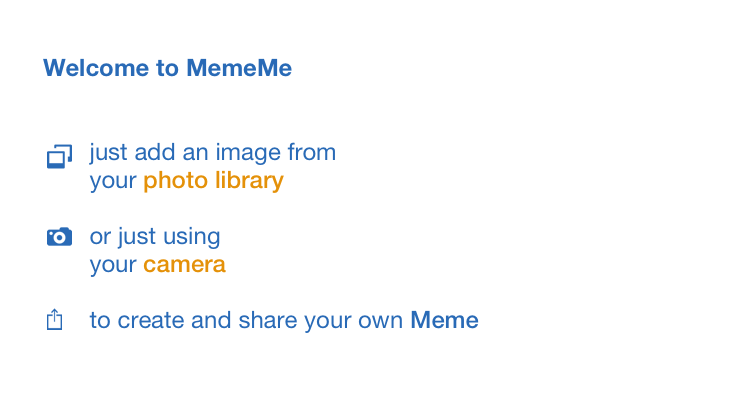 Welcome to MemeMe
just add an image from
your photo library
or just using
your camera
to create and share your own Meme